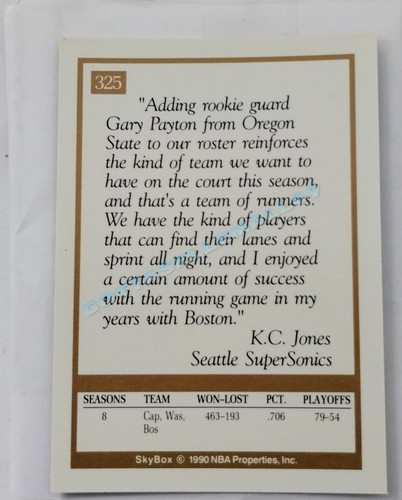 325
"Adding rookie guard
Gary Payton from Oregon
State to our roster reinforces
the kind of team we want to
have on the court this season,
and that's a team of runners.
We have the kind of players
that can find their lanes and
sprint all night, and I enjoyed
a certain amount of success
with the running game in my
years with Boston."
K.C. Jones
Seattle SuperSonics
SEASONS TEAM WON-LOST PCT. PLAYOFFS
8 Cap, Was, 463-193 .706 79-54
Bos
SkyBox © 1990 NBA Properties, Inc.